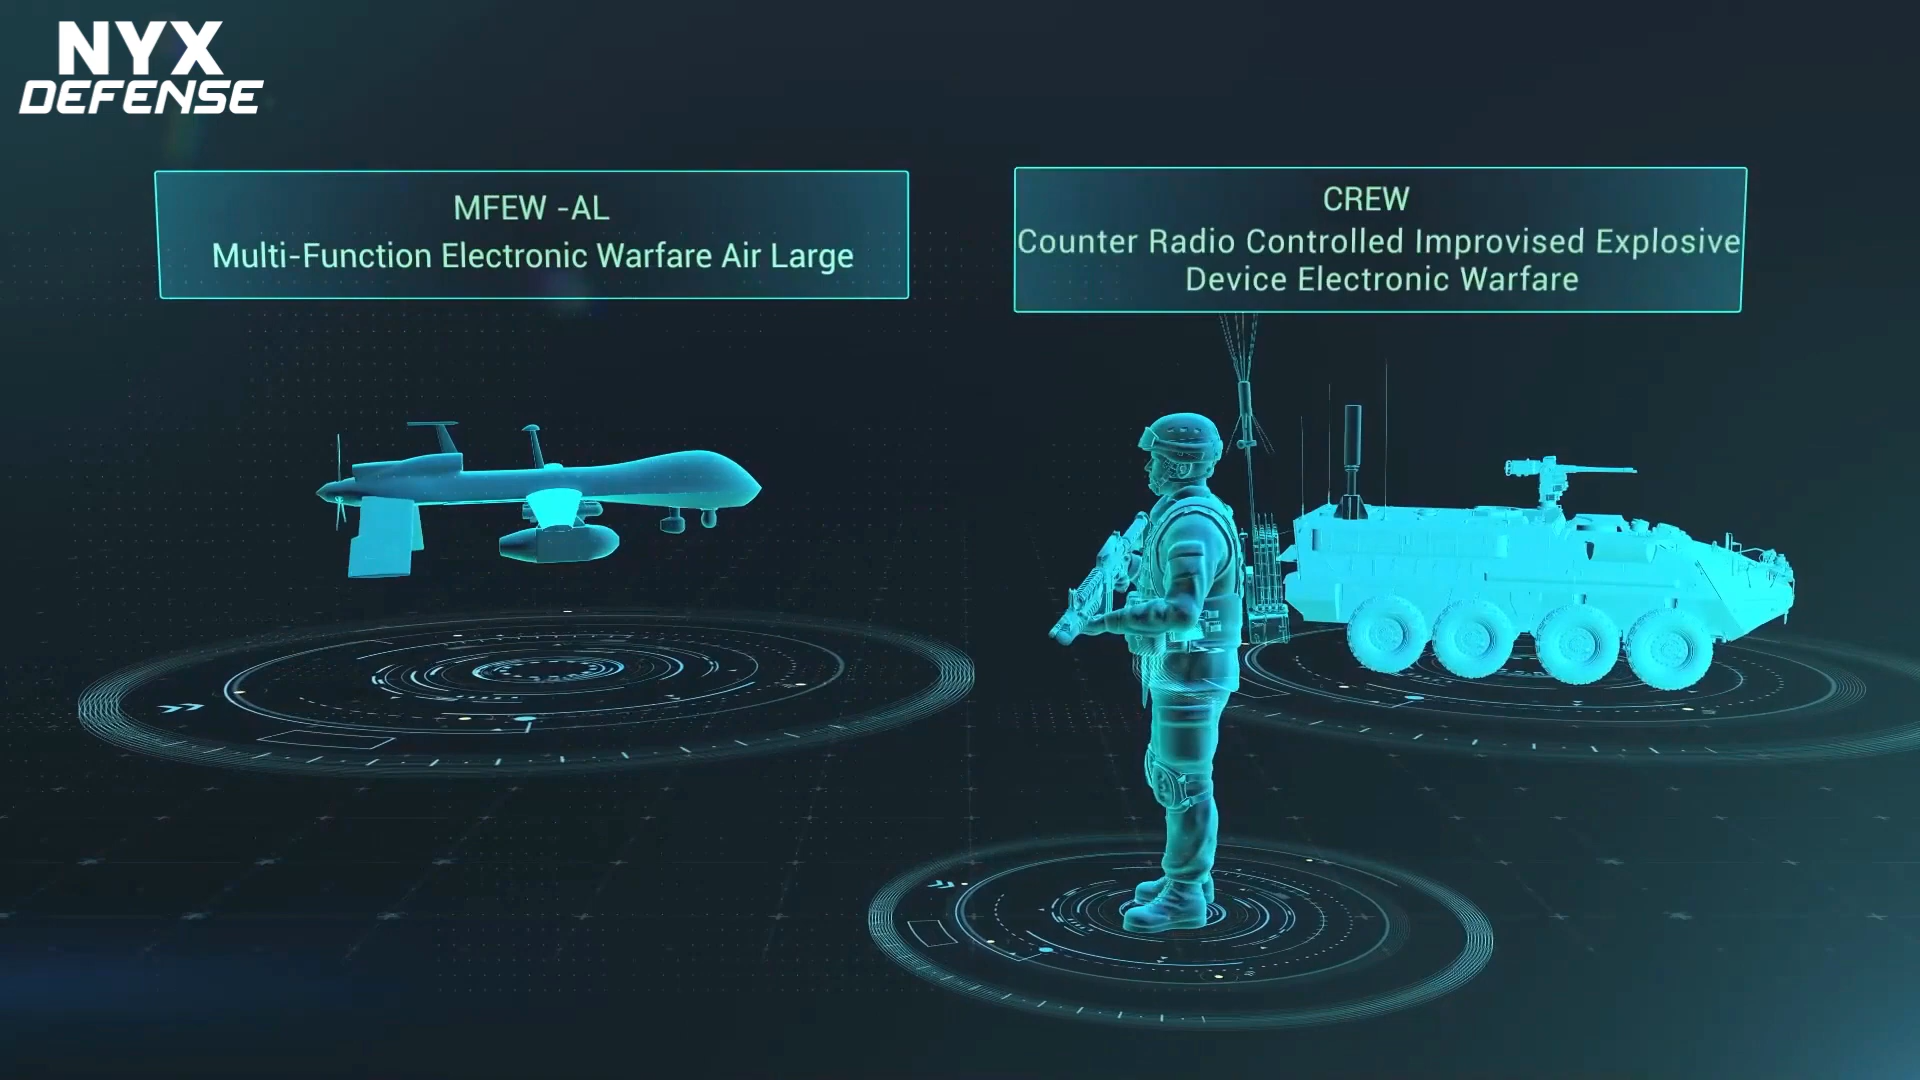 NYX
DEFENSE
MFEW -AL
Multi-Function Electronic Warfare Air Large
CREW
Counter Radio Controlled Improvised Explosive
Device Electronic Warfare